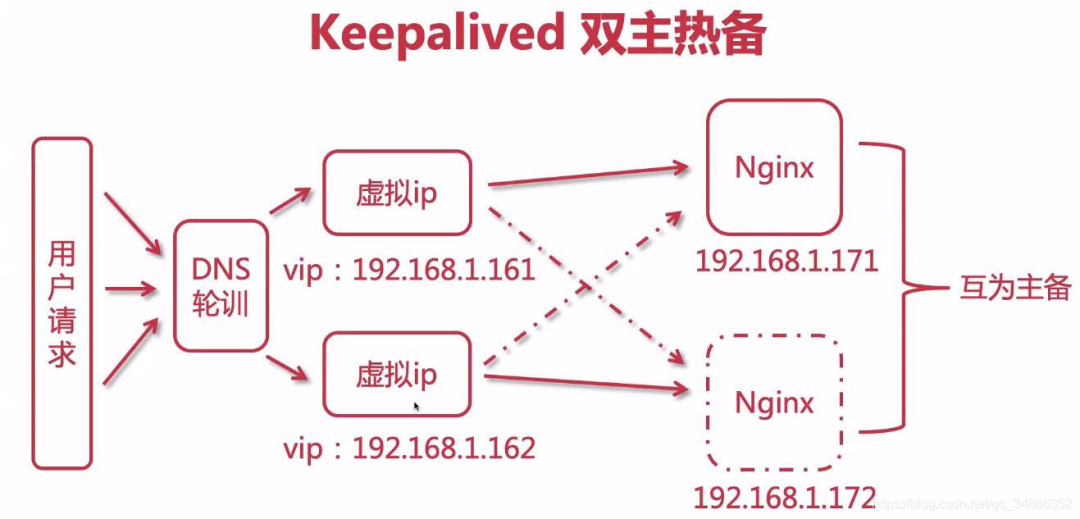 Keepalived 双主热备
用户请求
DNS
轮训
虚拟ip
vip：192.168.1.161
虚拟ip
vip：192.168.1.162
Nginx
192.168.1.171
Nginx
192.168.1.172
互为主备
https://blog.csdn.net/qq_34886352